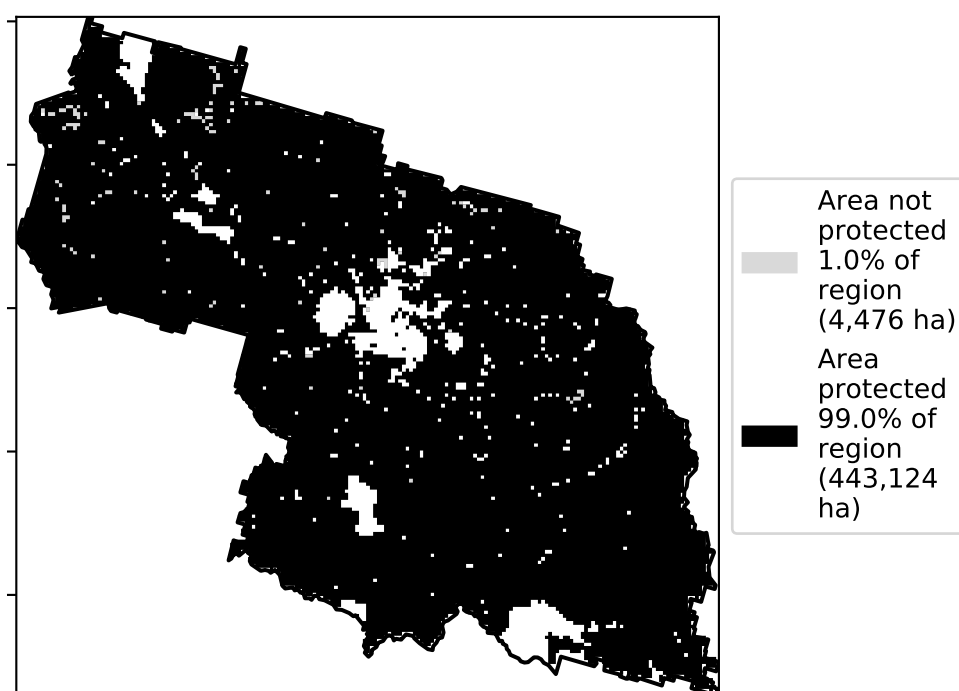 Area not
protected
1.0% of
region
(4,476 ha)
Area
protected
99.0% of
region
(443,124
ha)